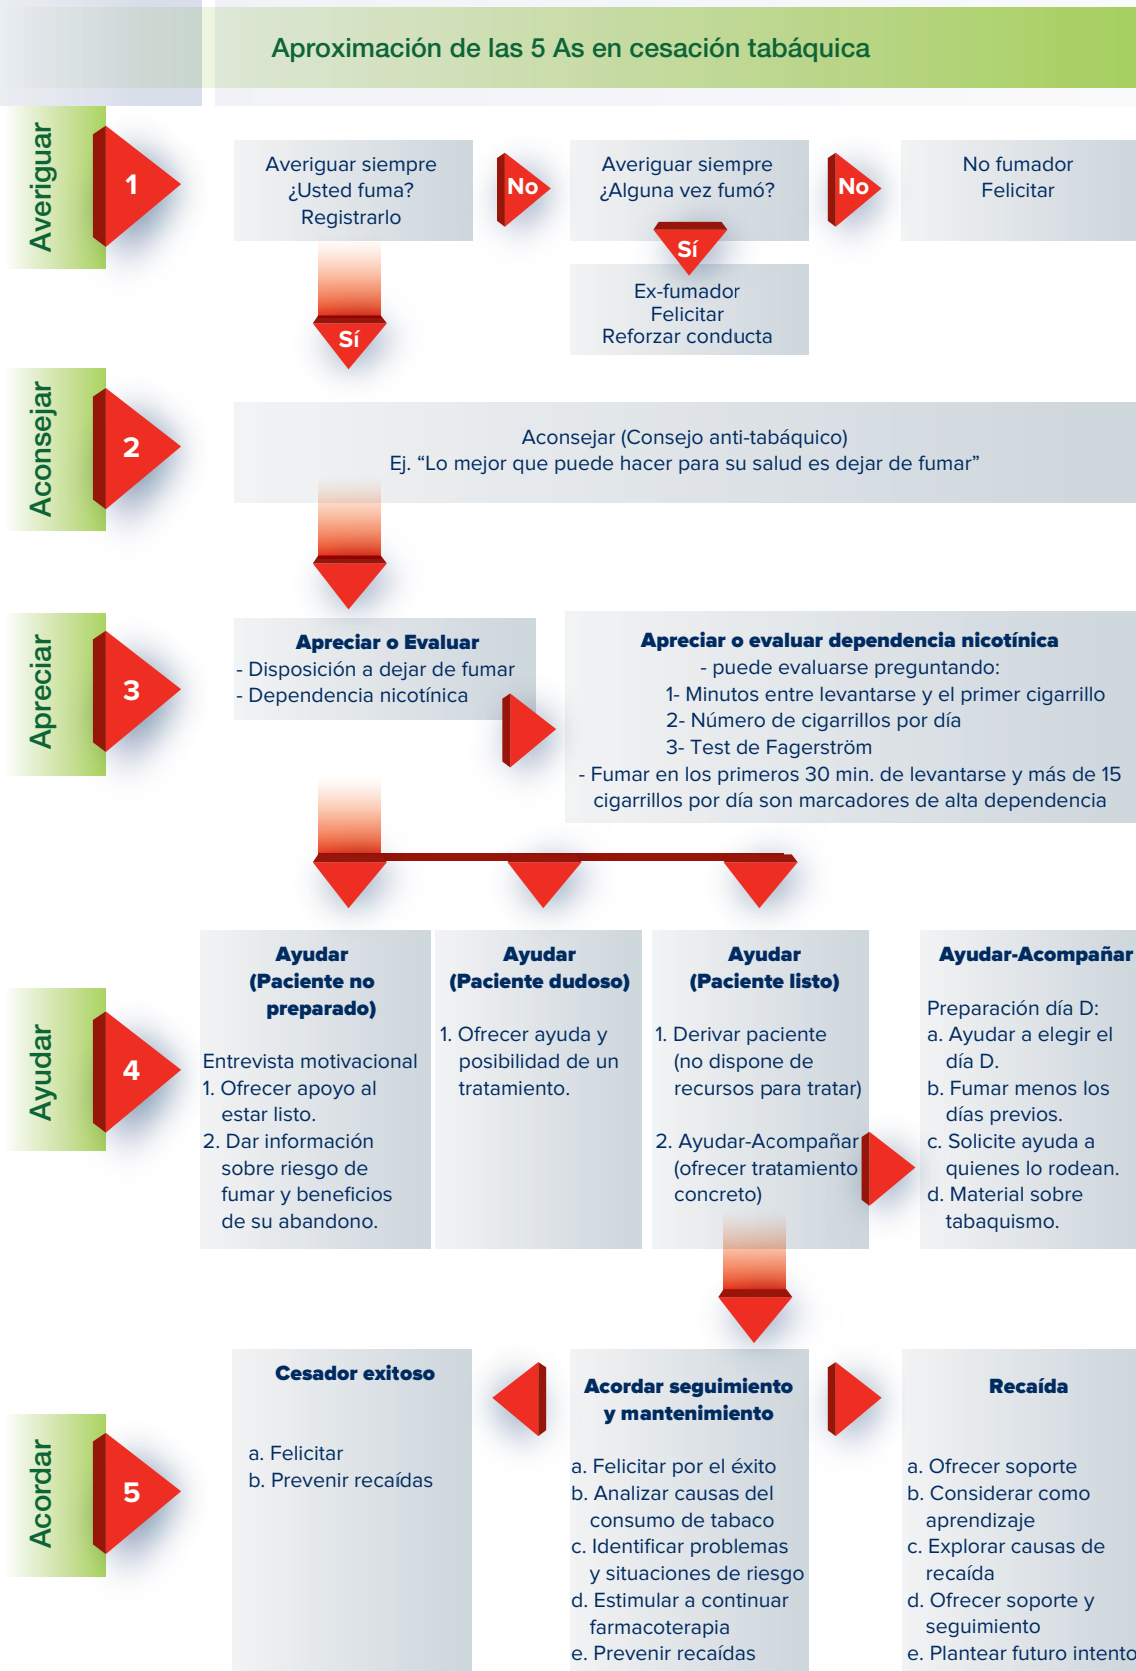 Aproximación de las 5 As en cesación tabáquica
Averiguar
1
Averiguar siempre
¿Usted fuma?
Registrarlo
No
Averiguar siempre
¿Alguna vez fumó?
No
No fumador
Felicitar
Sí
Ex-fumador
Felicitar
Reforzar conducta
Sí
Aconsejar
2
Aconsejar (Consejo anti-tabáquico)
Ej. “Lo mejor que puede hacer para su salud es dejar de fumar”
Apreciar
3
Apreciar o Evaluar
- Disposición a dejar de fumar
- Dependencia nicotínica
Apreciar o evaluar dependencia nicotínica
- puede evaluarse preguntando:
1- Minutos entre levantarse y el primer cigarrillo
2- Número de cigarrillos por día
3- Test de Fagerström
- Fumar en los primeros 30 min. de levantarse y más de 15
cigarrillos por día son marcadores de alta dependencia
Ayudar
4
Ayudar
(Paciente no
preparado)
Entrevista motivacional
1. Ofrecer apoyo al
estar listo.
2. Dar información
sobre riesgo de
fumar y beneficios
de su abandono.
Ayudar
(Paciente dudoso)
1. Ofrecer ayuda y
posibilidad de un
tratamiento.
Ayudar
(Paciente listo)
1. Derivar paciente
(no dispone de
recursos para tratar)
2. Ayudar-Acompañar
(ofrecer tratamiento
concreto)
Ayudar-Acompañar
Preparación día D:
a. Ayudar a elegir el
día D.
b. Fumar menos los
días previos.
c. Solicite ayuda a
quienes lo rodean.
d. Material sobre
tabaquismo.
Acordar
5
Cesador exitoso
a. Felicitar
b. Prevenir recaídas
Acordar seguimiento
y mantenimiento
a. Felicitar por el éxito
b. Analizar causas del
consumo de tabaco
c. Identificar problemas
y situaciones de riesgo
d. Estimular a continuar
farmacoterapia
e. Prevenir recaídas
Recaída
a. Ofrecer soporte
b. Considerar como
aprendizaje
c. Explorar causas de
recaída
d. Ofrecer soporte y
seguimiento
e. Plantear futuro intento